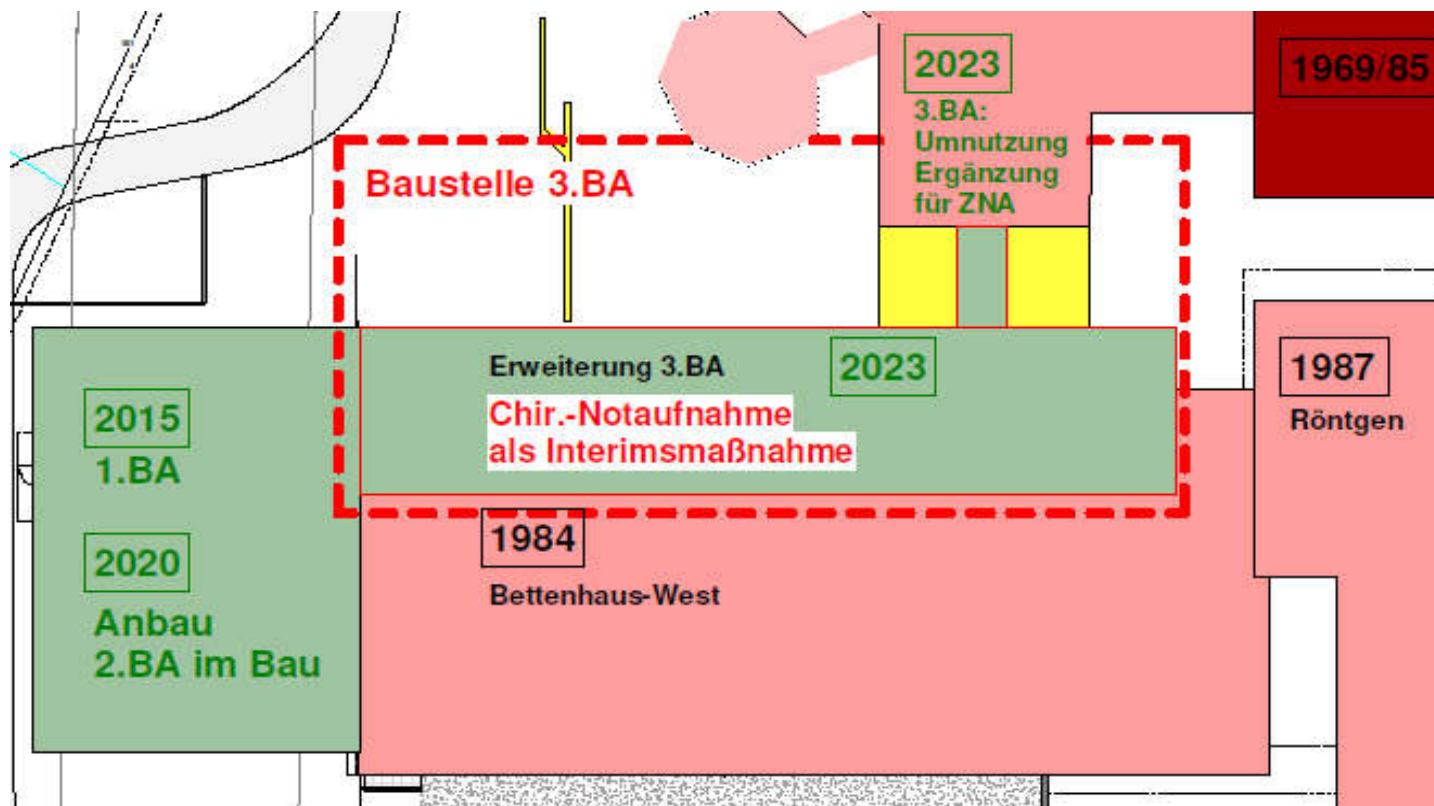 2023
3.BA:
Umnutzung
Ergänzung
für ZNA
1969/85
Baustelle 3.BA
Erweiterung 3.BA
2023
Chir.-Notaufnahme
als Interimsmaßnahme
1987
Röntgen
2015
1.BA
2020
Anbau
2.BA im Bau
1984
Bettenhaus-West